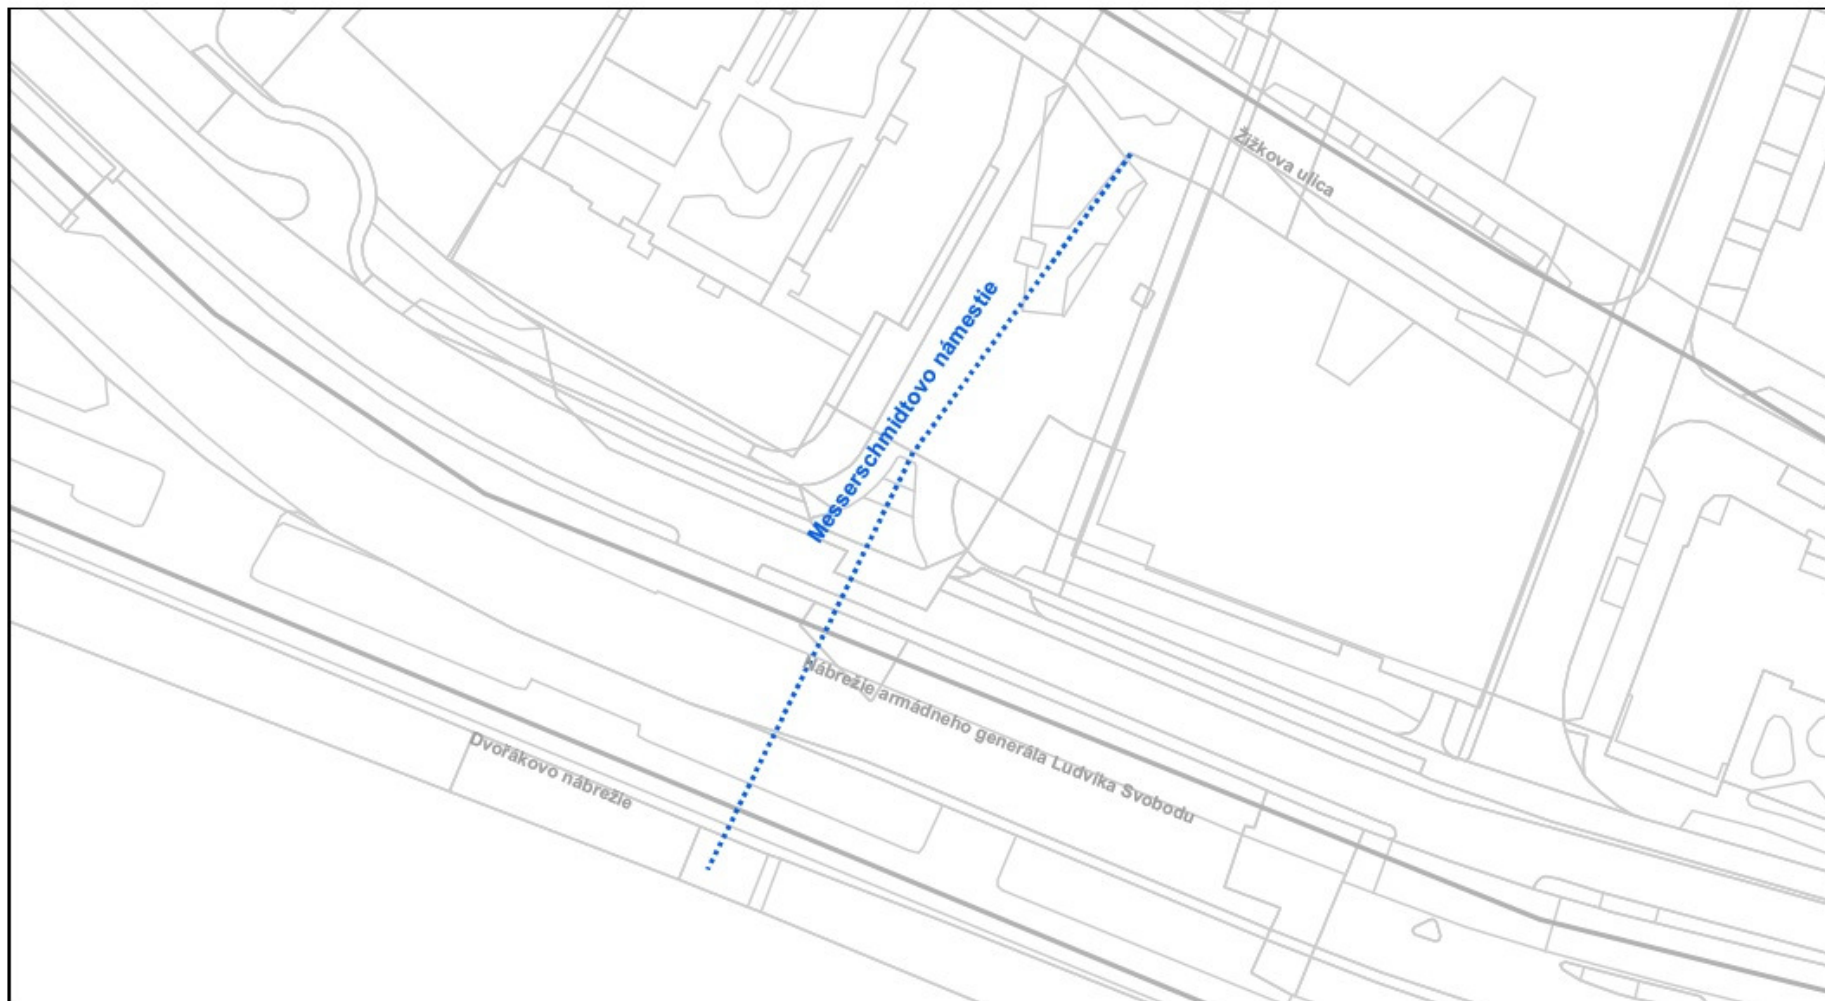 Žižkova ulica
Messerschmidtovo námestie
Nábrežie armádneho generála Ludvíka Svobodu
Dvořákovo nábrežie